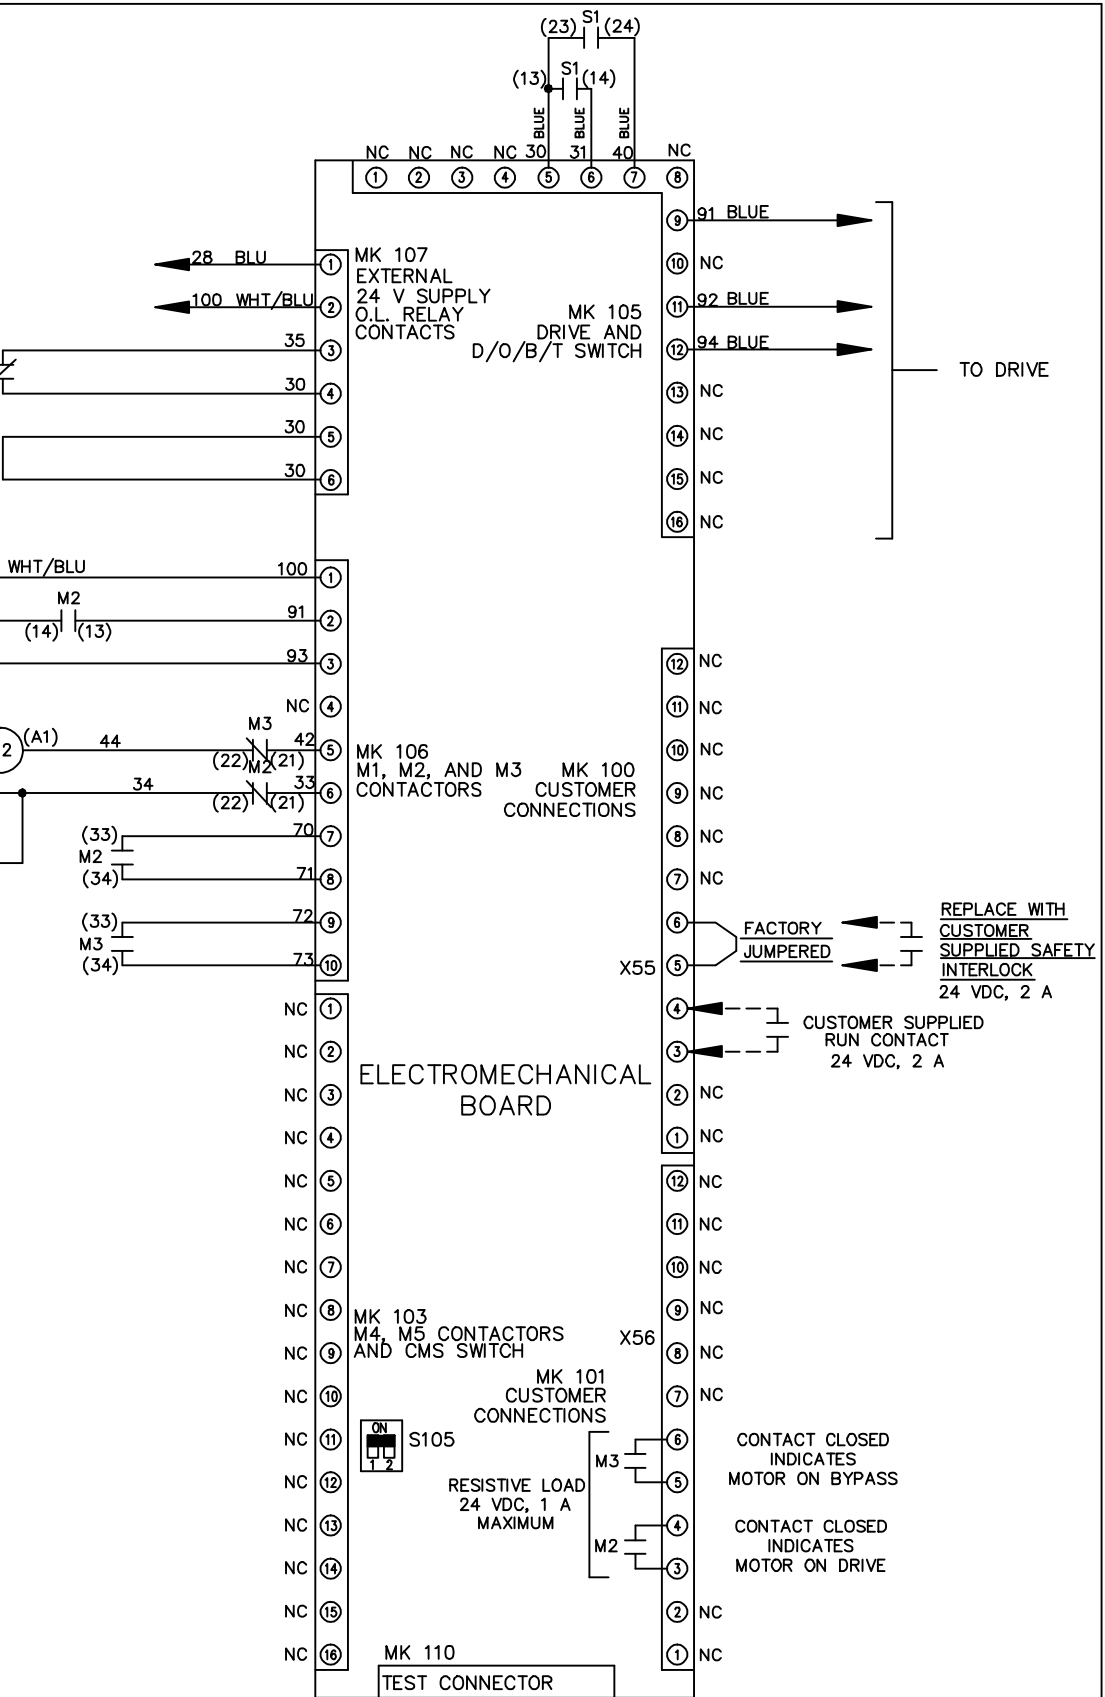 S1
(23) (24)
S1
(13) (14)
BLUE BLUE BLUE
NC NC NC NC 30 31 40 NC
1 2 3 4 5 6 7 8
9 91 BLUE
28 BLU 1
MK 107
EXTERNAL
24 V SUPPLY
O.L. RELAY
CONTACTS
10 NC
100 WHT/BLU 2
MK 105
DRIVE AND
D/O/B/T SWITCH
11 92 BLUE
35 3
12 94 BLUE
TO DRIVE
30 4
13 NC
30 5
14 NC
30 6
15 NC
16 NC
WHT/BLU 100 1
M2
(14) (13)
91 2
93 3
12 NC
NC 4
11 NC
2 (A1) 44
M3
(22) (21)
42 5
10 NC
MK 106
M1, M2, AND M3
CONTACTORS
MK 100
CUSTOMER
CONNECTIONS
34
M2
(22) (21)
33 6
9 NC
(33)
M2
(34)
70 7
8 NC
71 8
7 NC
(33)
M3
(34)
72 9
73 10
6
X55 5
FACTORY
JUMPERED
REPLACE WITH
CUSTOMER
SUPPLIED SAFETY
INTERLOCK
24 VDC, 2 A
NC 1
4
CUSTOMER SUPPLIED
RUN CONTACT
24 VDC, 2 A
NC 2
3
ELECTROMECHANICAL
BOARD
NC 3
2 NC
NC 4
1 NC
NC 5
12 NC
NC 6
11 NC
NC 7
10 NC
NC 8
9 NC
MK 103
M4, M5 CONTACTORS
AND CMS SWITCH
X56
NC 9
8 NC
MK 101
CUSTOMER
CONNECTIONS
NC 10
7 NC
ON
1 2
S105
NC 11
M3
6
5
CONTACT CLOSED
INDICATES
MOTOR ON BYPASS
NC 12
RESISTIVE LOAD
24 VDC, 1 A
MAXIMUM
NC 13
M2
4
3
CONTACT CLOSED
INDICATES
MOTOR ON DRIVE
NC 14
NC 15
2 NC
NC 16
1 NC
MK 110
TEST CONNECTOR